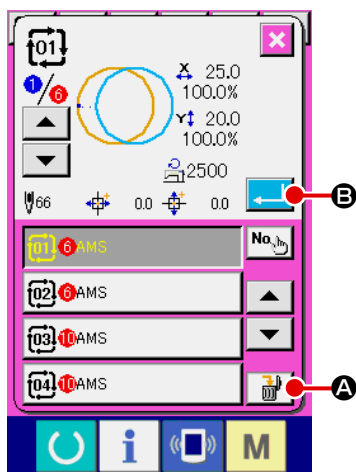 01
1/6
X 25.0
100.0%
Y 20.0
100.0%
2500
66 0.0 0.0
B
01 6 AMS
No.
02 6 AMS
03 10 AMS
04 10 AMS
A
i M